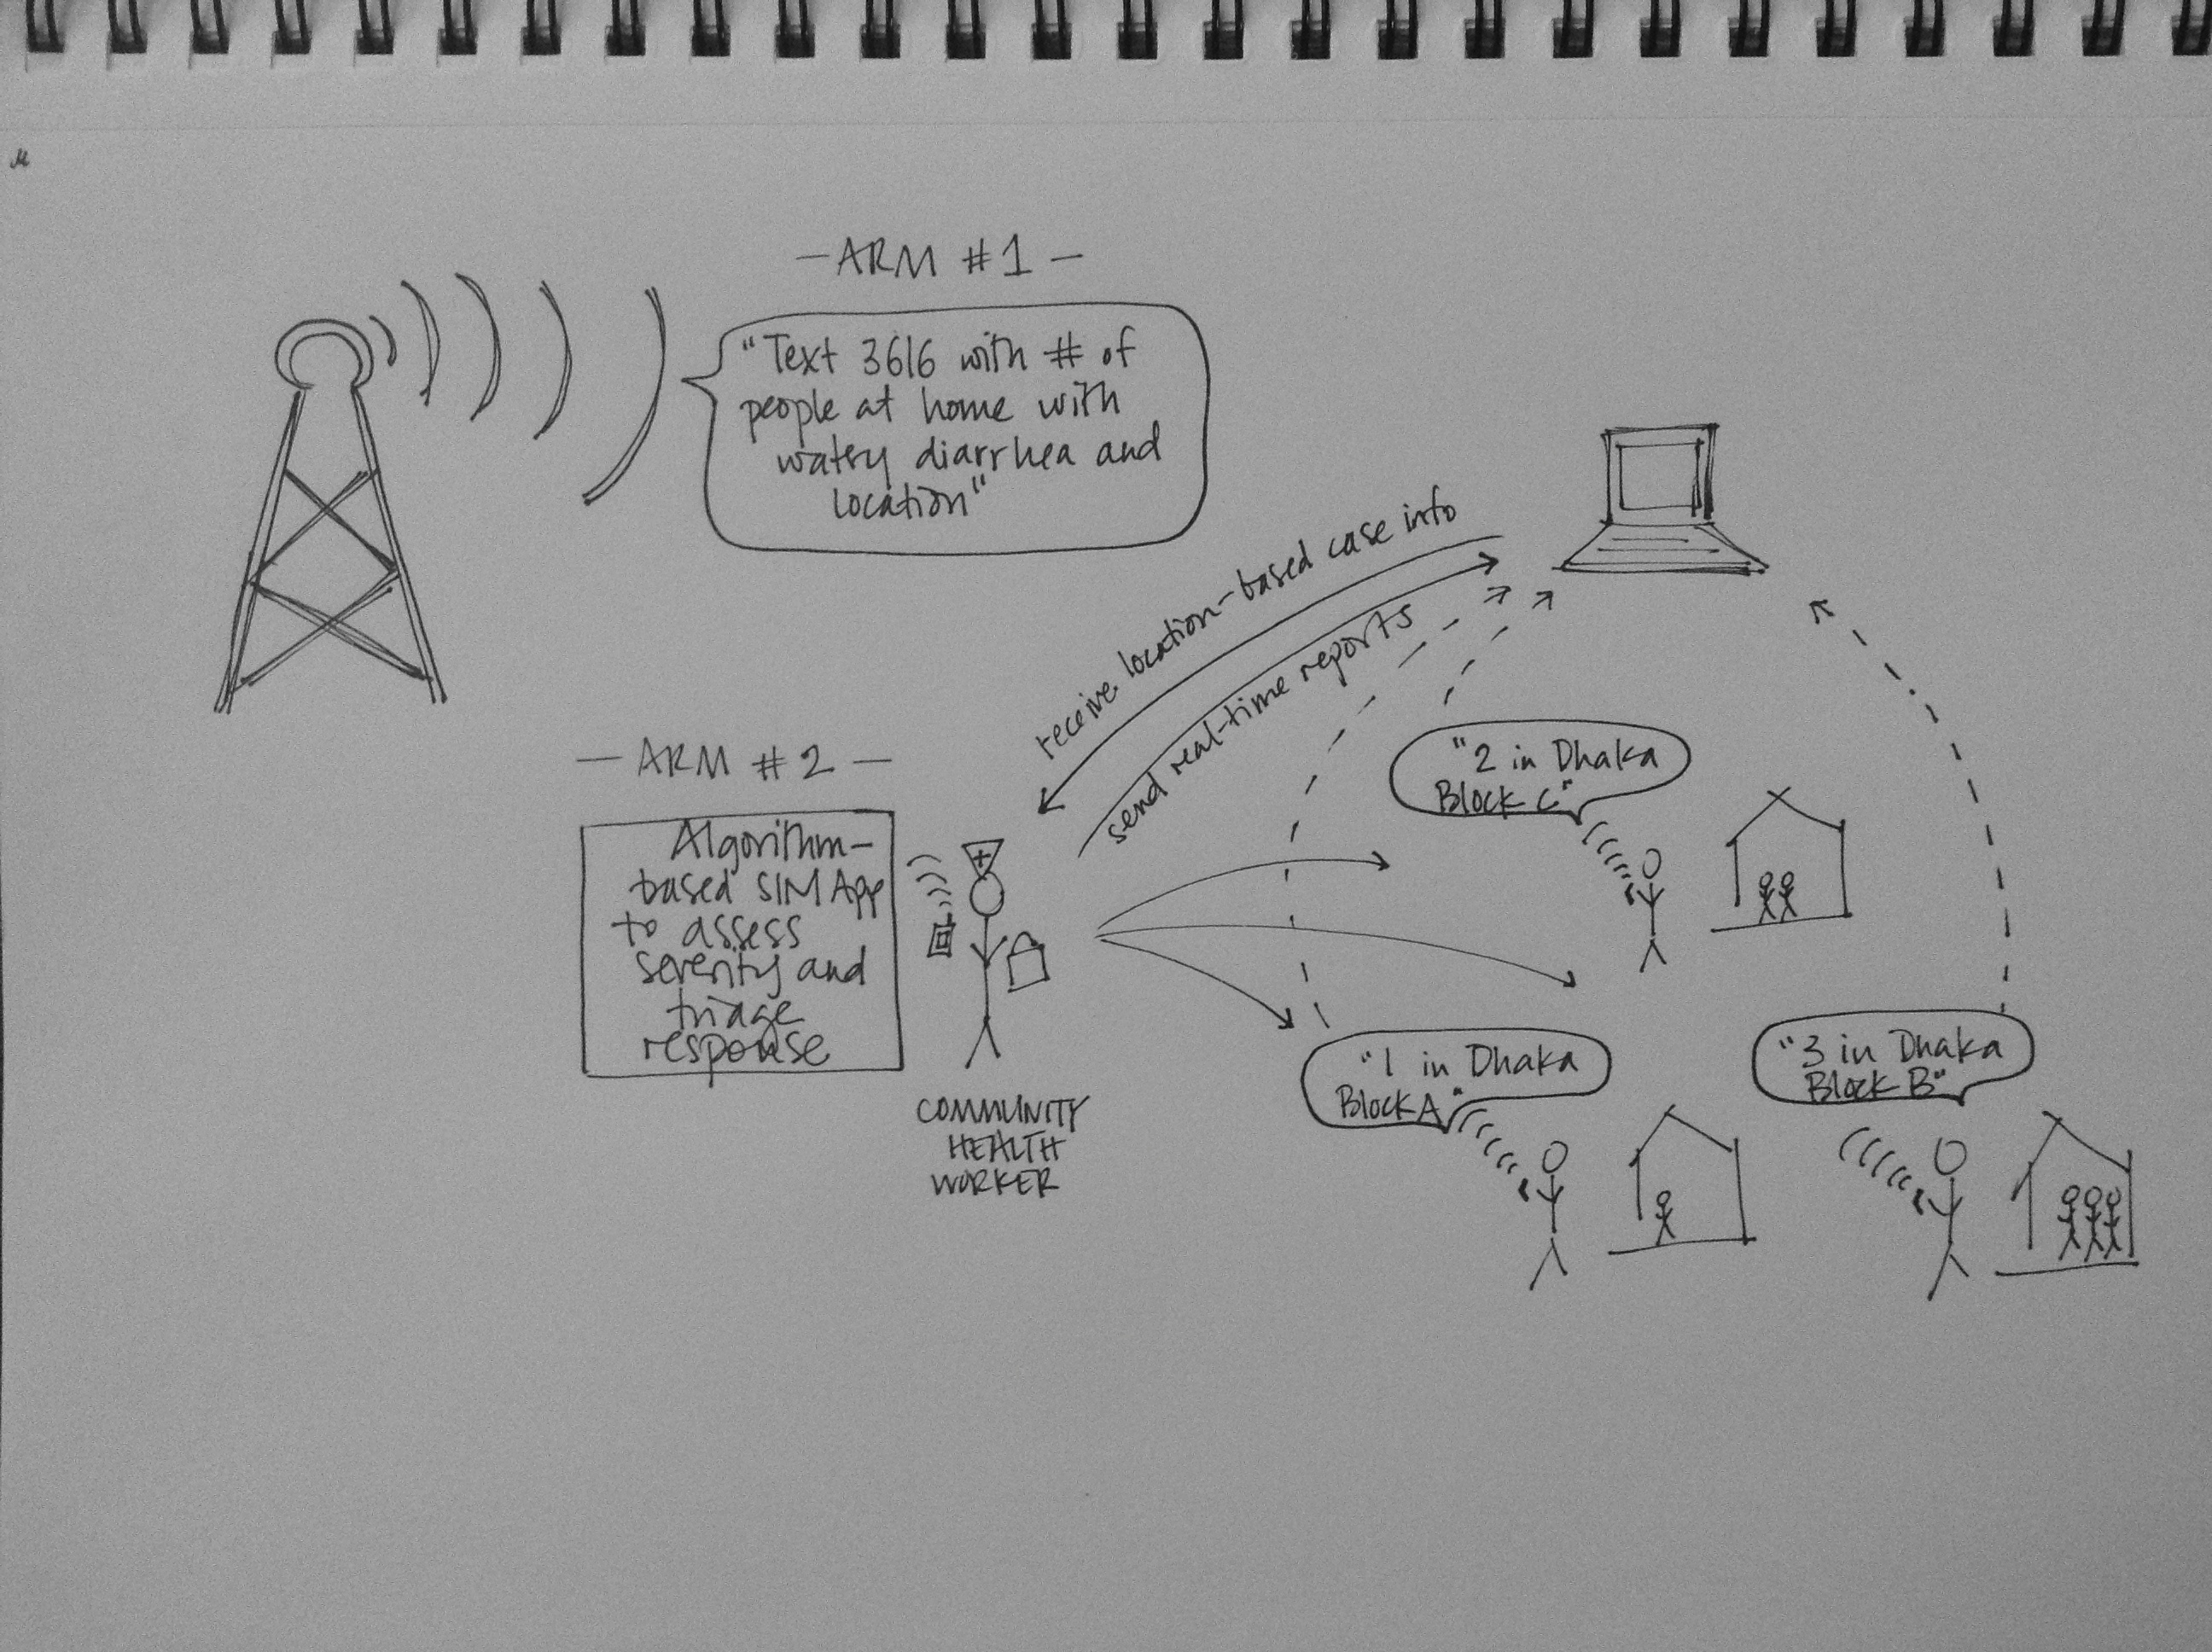 — ARM #1 —
"Text 3616 with # of
people at home with
watery diarrhea and
location"
receive location-based case info
send real-time reports
— ARM #2 —
Algorithm-
based SIM App
to assess
severity and
triage
response
COMMUNITY
HEALTH
WORKER
"2 in Dhaka
Block C"
"1 in Dhaka
Block A"
"3 in Dhaka
Block B"